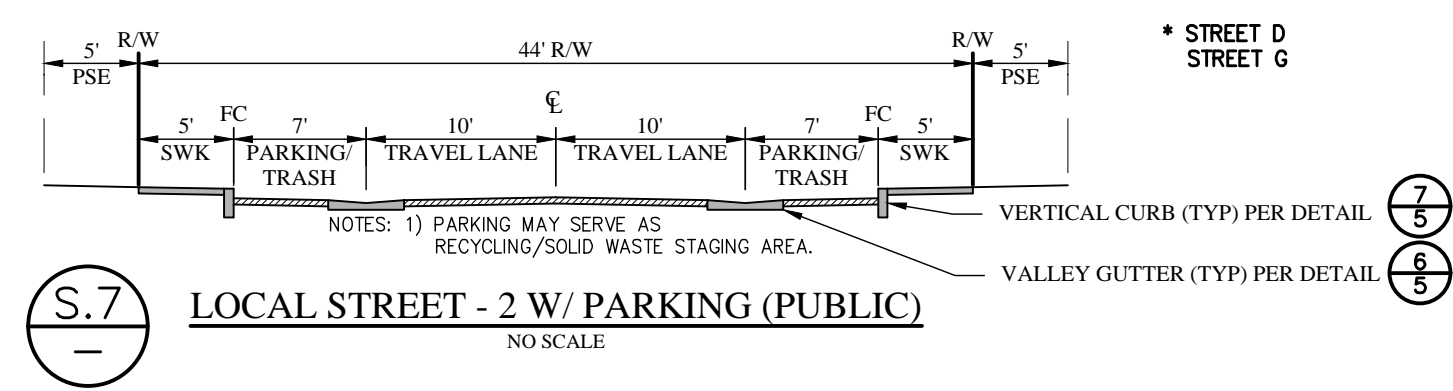 * STREET D
STREET G
R/W
R/W
5'
44' R/W
5'
PSE
PSE
℄
FC
FC
5'
7'
10'
10'
7'
5'
SWK
PARKING/
TRAVEL LANE
TRAVEL LANE
PARKING/
SWK
TRASH
TRASH
NOTES: 1) PARKING MAY SERVE AS
RECYCLING/SOLID WASTE STAGING AREA.
VERTICAL CURB (TYP) PER DETAIL
7
5
VALLEY GUTTER (TYP) PER DETAIL
6
5
S.7
–
LOCAL STREET - 2 W/ PARKING (PUBLIC)
NO SCALE